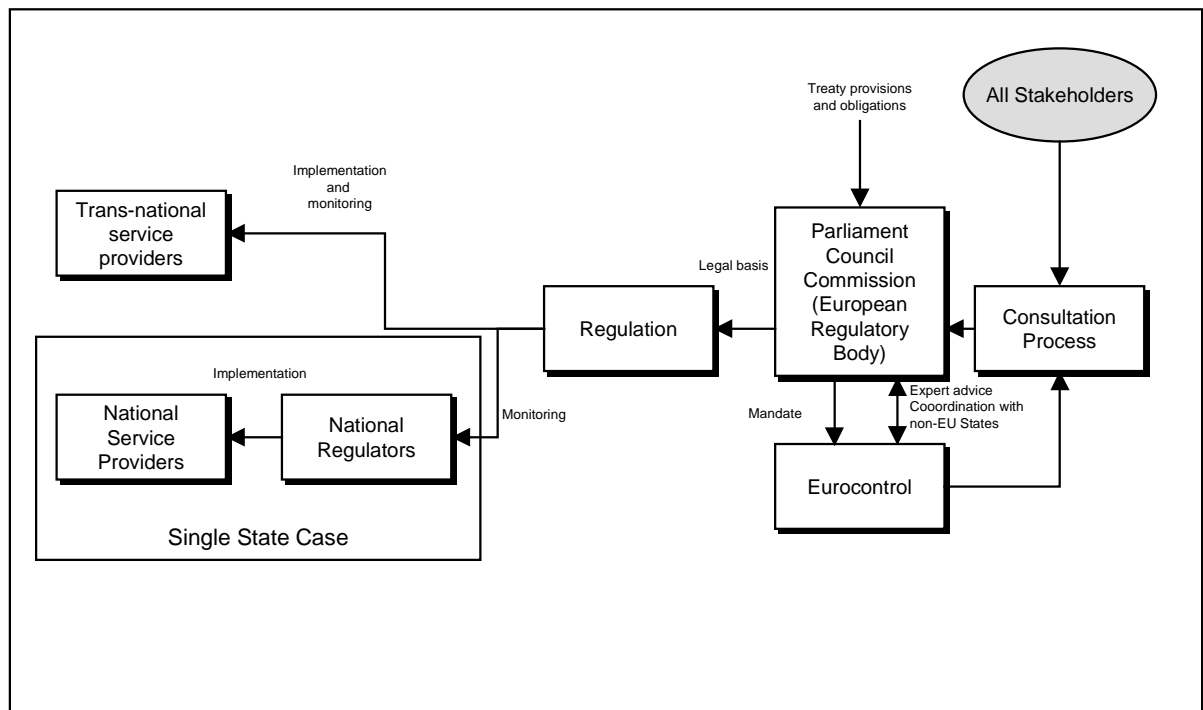 Treaty provisions
and obligations
All Stakeholders
Implementation
and
monitoring
Trans-national
service
providers
Parliament
Council
Commission
(European
Regulatory
Body)
Legal basis
Regulation
Consultation
Process
Implementation
National
Service
Providers
National
Regulators
Monitoring
Mandate
Expert advice
Cooordination with
non-EU States
Eurocontrol
Single State Case